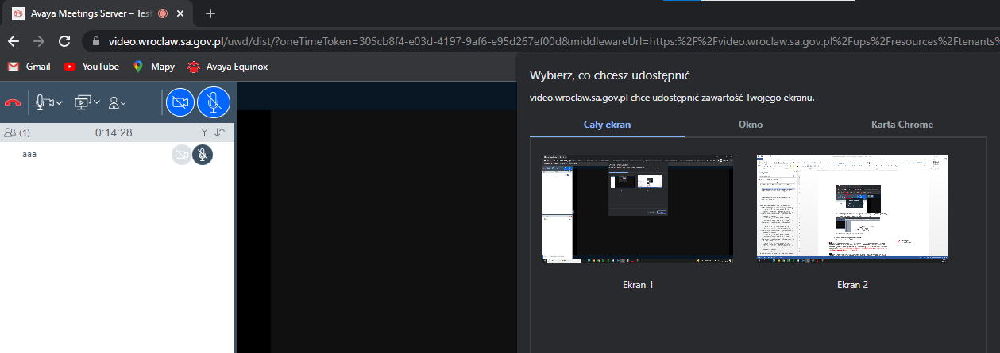 Avaya Meetings Server – Test
video.wroclaw.sa.gov.pl/uwd/dist/?oneTimeToken=305cb8f4-e03d-4197-9af6-e95d267ef00d&middlewareUrl=https:%2F%2Fvideo.wroclaw.sa.gov.pl%2Fups%2Fresources%2Ftenants%
Gmail YouTube Mapy Avaya Equinox
Wybierz, co chcesz udostępnić
video.wroclaw.sa.gov.pl chce udostępnić zawartość Twojego ekranu.
Cały ekran Okno Karta Chrome
(1) 0:14:28
aaa
Ekran 1 Ekran 2